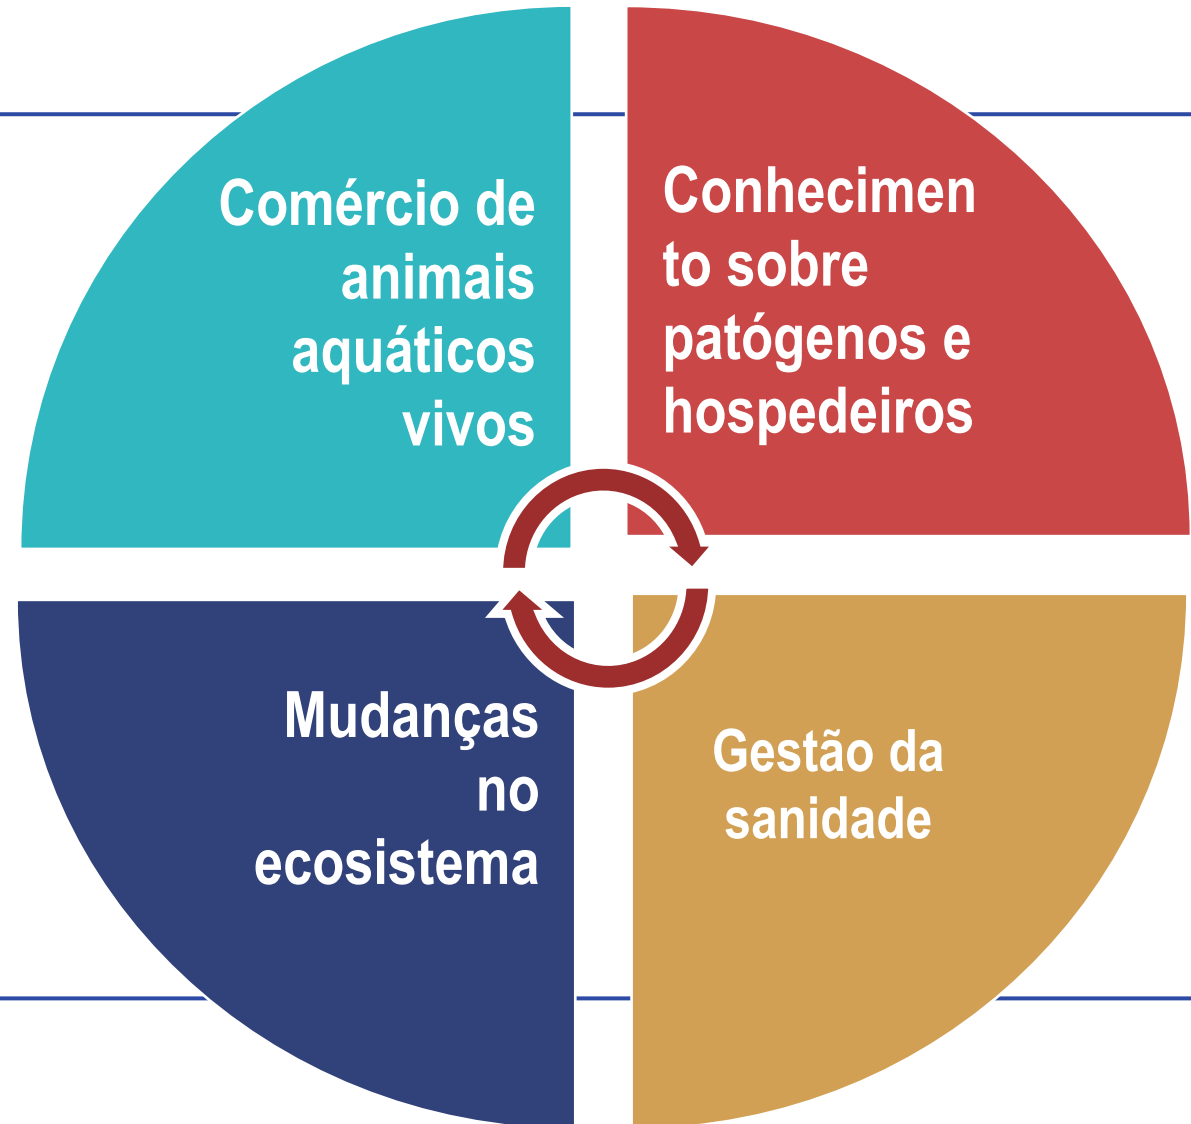 Comércio de
animais
aquáticos
vivos
Conhecimen
to sobre
patógenos e
hospedeiros
Mudanças
no
ecosistema
Gestão da
sanidade